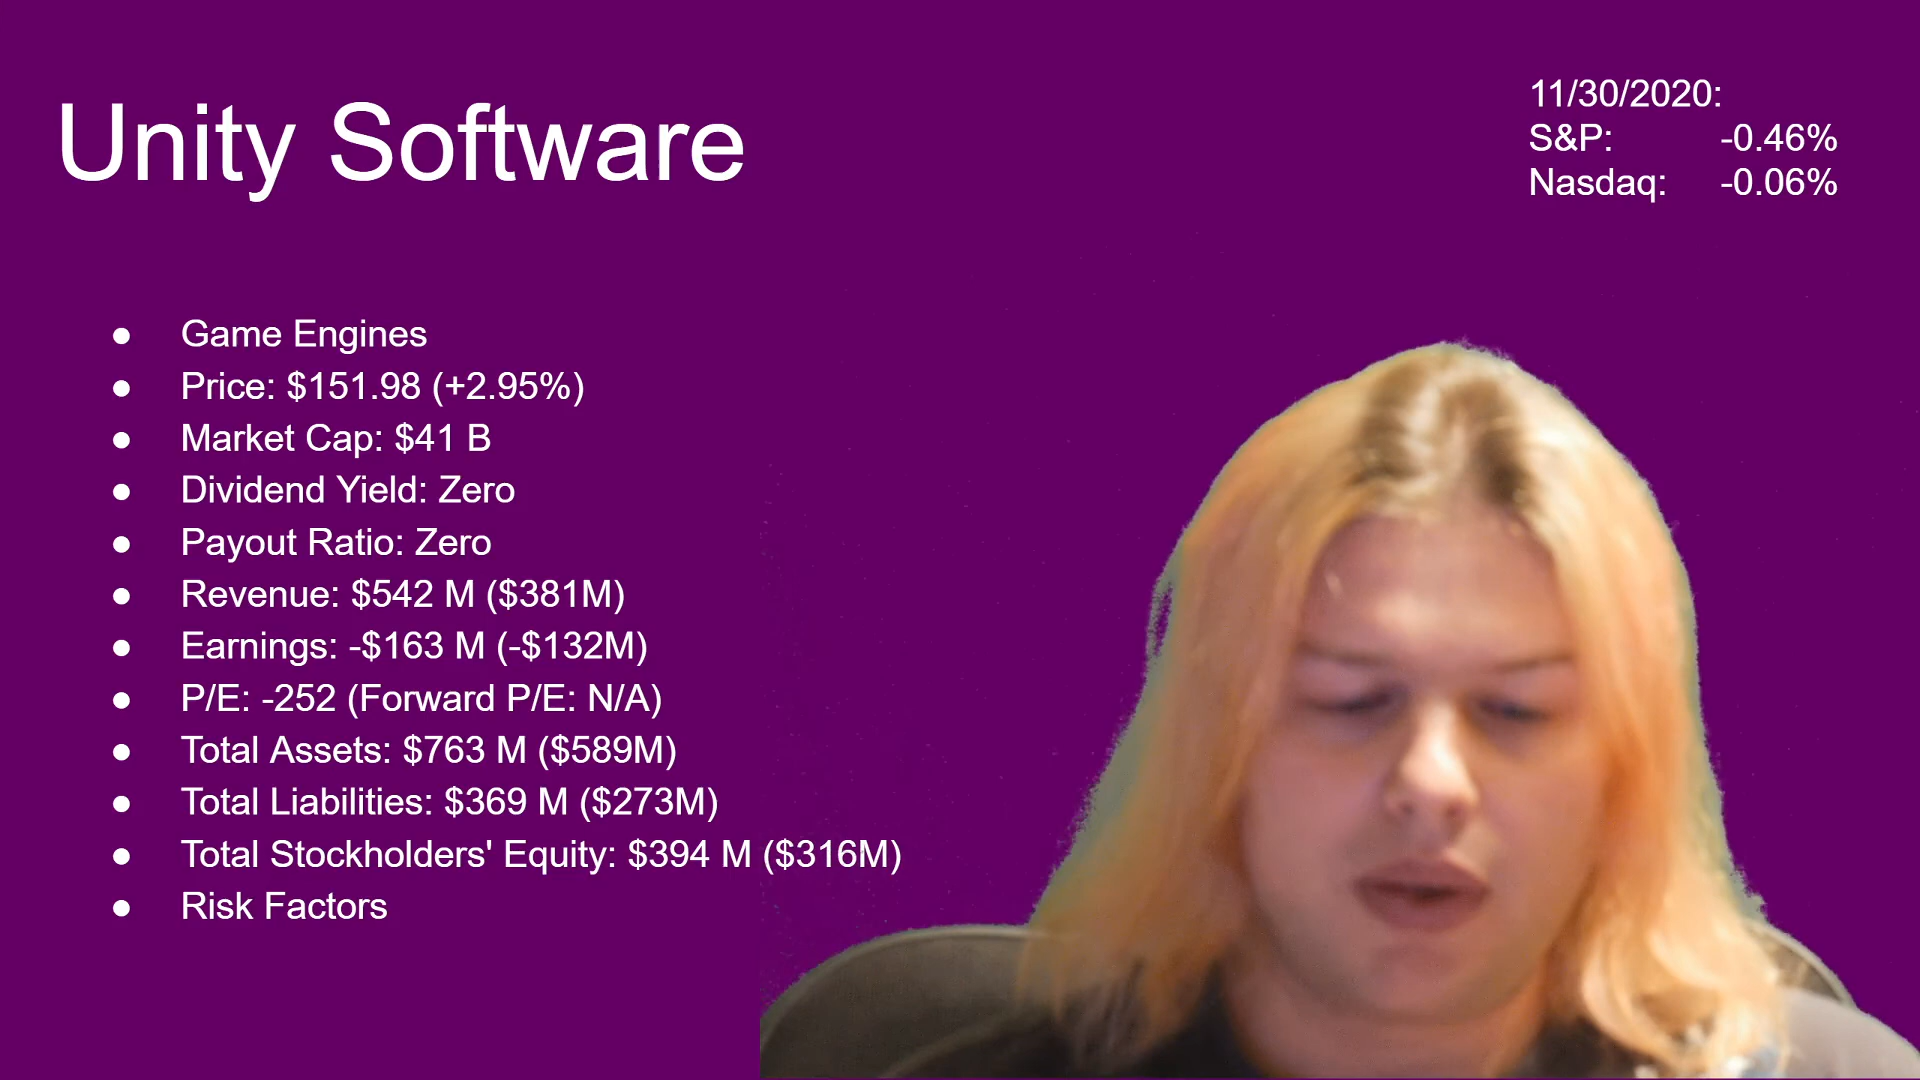 Unity Software
11/30/2020:
S&P: -0.46%
Nasdaq: -0.06%
● Game Engines
● Price: $151.98 (+2.95%)
● Market Cap: $41 B
● Dividend Yield: Zero
● Payout Ratio: Zero
● Revenue: $542 M ($381M)
● Earnings: -$163 M (-$132M)
● P/E: -252 (Forward P/E: N/A)
● Total Assets: $763 M ($589M)
● Total Liabilities: $369 M ($273M)
● Total Stockholders' Equity: $394 M ($316M)
● Risk Factors